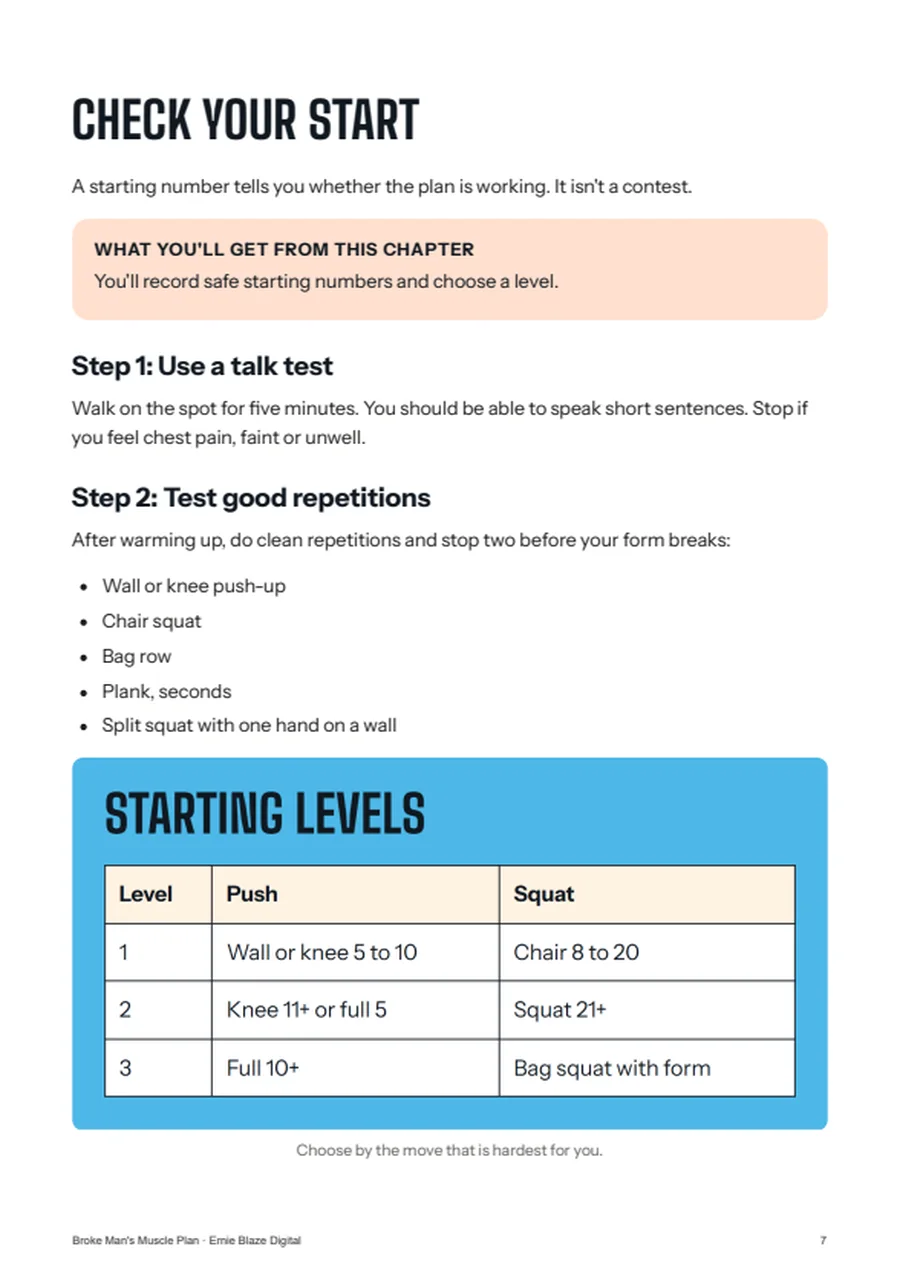 CHECK YOUR START
A starting number tells you whether the plan is working. It isn't a contest.
WHAT YOU'LL GET FROM THIS CHAPTER
You'll record safe starting numbers and choose a level.
Step 1: Use a talk test
Walk on the spot for five minutes. You should be able to speak short sentences. Stop if
you feel chest pain, faint or unwell.
Step 2: Test good repetitions
After warming up, do clean repetitions and stop two before your form breaks:
• Wall or knee push-up
• Chair squat
• Bag row
• Plank, seconds
• Split squat with one hand on a wall
STARTING LEVELS
Level Push Squat
1 Wall or knee 5 to 10 Chair 8 to 20
2 Knee 11+ or full 5 Squat 21+
3 Full 10+ Bag squat with form
Choose by the move that is hardest for you.
Broke Man's Muscle Plan · Ernie Blaze Digital 7